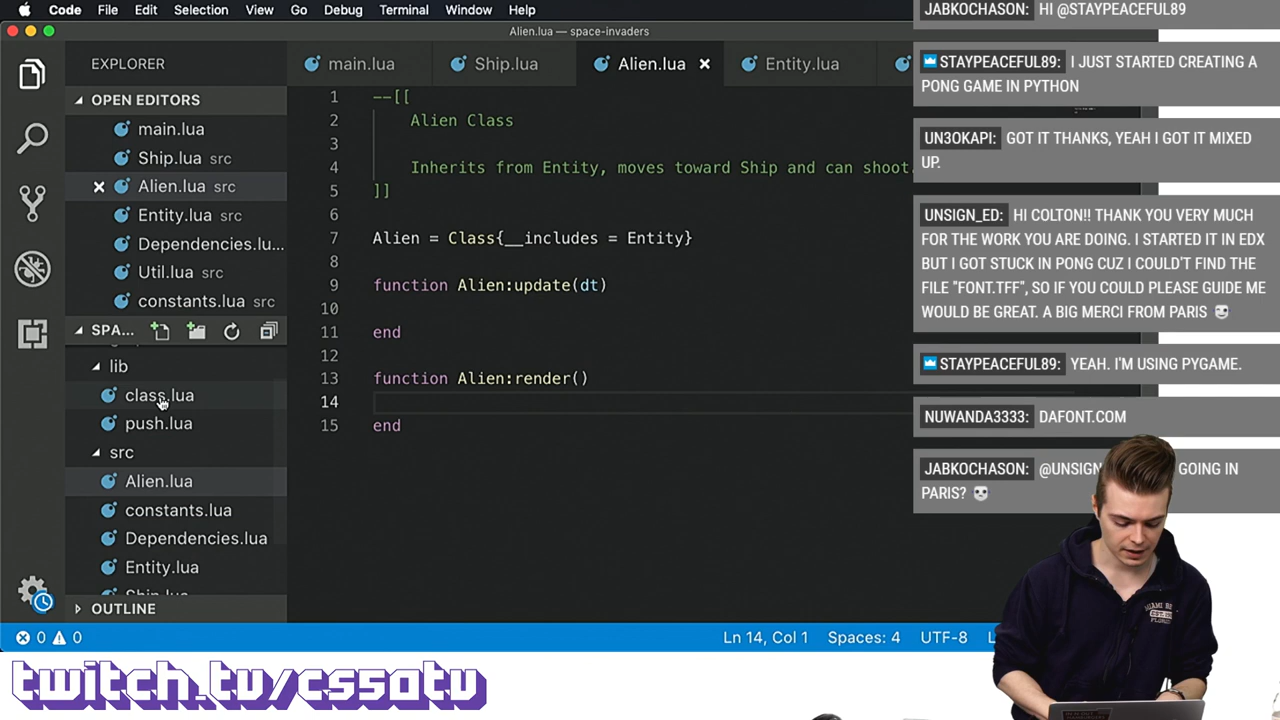 Code File Edit Selection View Go Debug Terminal Window Help
Alien.lua — space-invaders
EXPLORER
OPEN EDITORS
main.lua
Ship.lua src
Alien.lua src
Entity.lua src
Dependencies.lu...
Util.lua src
constants.lua src
SPA...
lib
class.lua
push.lua
src
Alien.lua
constants.lua
Dependencies.lua
Entity.lua
Ship.lua
OUTLINE
main.lua Ship.lua Alien.lua Entity.lua
1 --[[
2 Alien Class
3
4 Inherits from Entity, moves toward Ship and can shoot.
5 ]]
6
7 Alien = Class{__includes = Entity}
8
9 function Alien:update(dt)
10
11 end
12
13 function Alien:render()
14
15 end
0 0 Ln 14, Col 1 Spaces: 4 UTF-8
JABKOCHASON: HI @STAYPEACEFUL89
STAYPEACEFUL89: I JUST STARTED CREATING A
PONG GAME IN PYTHON
UN3OKAPI: GOT IT THANKS, YEAH I GOT IT MIXED
UP.
UNSIGN_ED: HI COLTON!! THANK YOU VERY MUCH
FOR THE WORK YOU ARE DOING. I STARTED IT IN EDX
BUT I GOT STUCK IN PONG CUZ I COULD'T FIND THE
FILE "FONT.TFF", SO IF YOU COULD PLEASE GUIDE ME
WOULD BE GREAT. A BIG MERCI FROM PARIS
STAYPEACEFUL89: YEAH. I'M USING PYGAME.
NUWANDA3333: DAFONT.COM
JABKOCHASON: GOING IN
PARIS?
twitch.tv/cs50tv